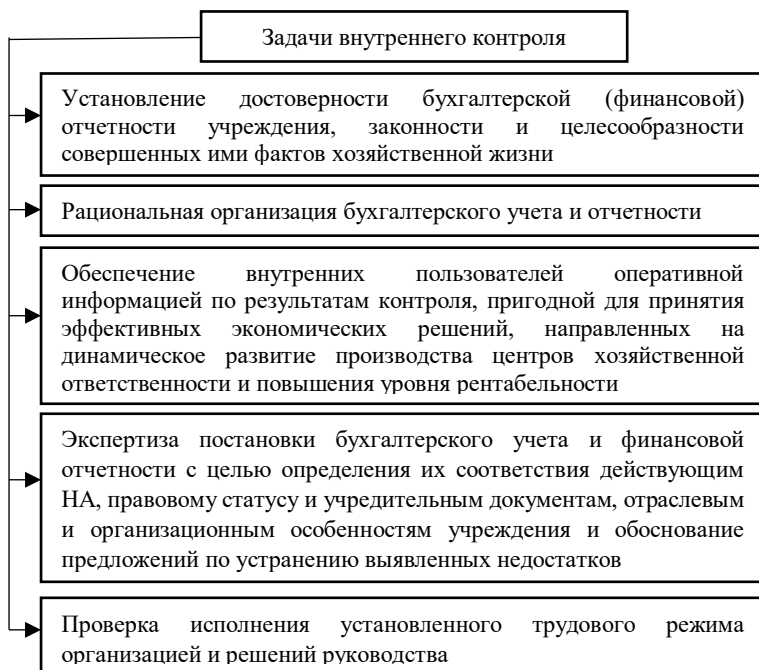 Задачи внутреннего контроля
Установление достоверности бухгалтерской (финансовой)
отчетности учреждения, законности и целесообразности
совершенных ими фактов хозяйственной жизни
Рациональная организация бухгалтерского учета и отчетности
Обеспечение внутренних пользователей оперативной
информацией по результатам контроля, пригодной для принятия
эффективных экономических решений, направленных на
динамическое развитие производства центров хозяйственной
ответственности и повышения уровня рентабельности
Экспертиза постановки бухгалтерского учета и финансовой
отчетности с целью определения их соответствия действующим
НА, правовому статусу и учредительным документам, отраслевым
и организационным особенностям учреждения и обоснование
предложений по устранению выявленных недостатков
Проверка исполнения установленного трудового режима
организацией и решений руководства